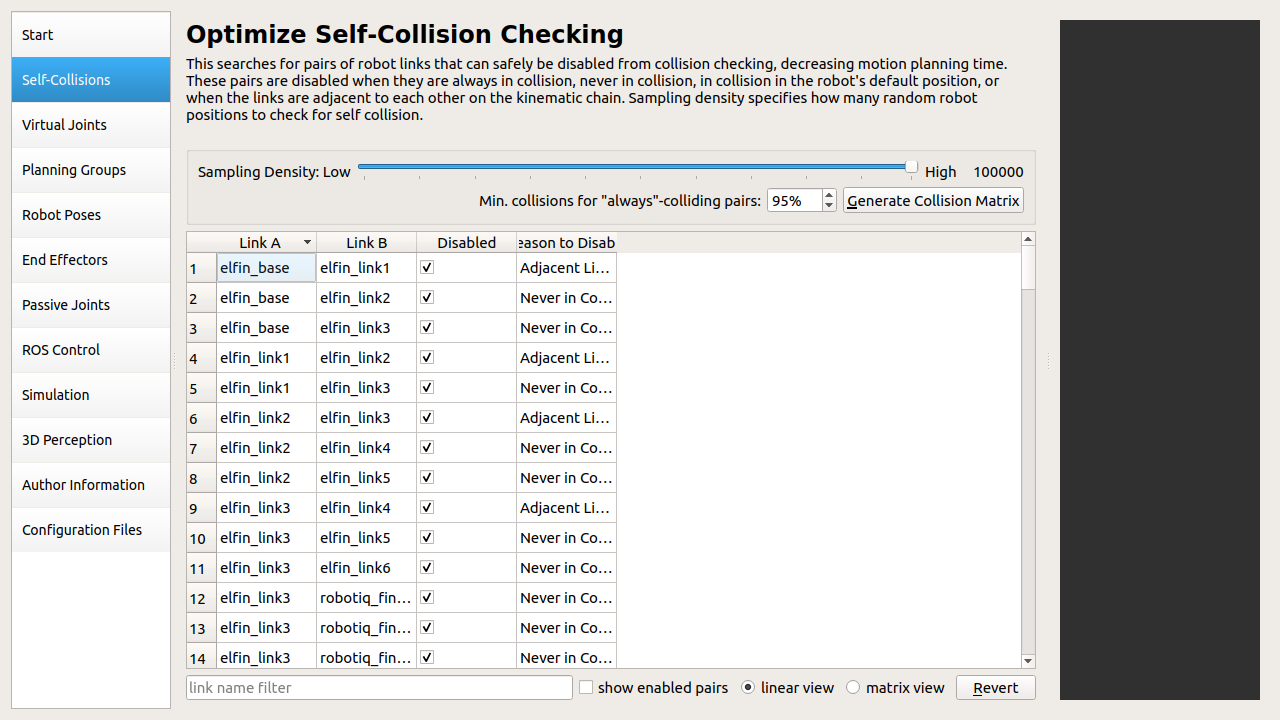 Start
Self-Collisions
Virtual Joints
Planning Groups
Robot Poses
End Effectors
Passive Joints
ROS Control
Simulation
3D Perception
Author Information
Configuration Files
Optimize Self-Collision Checking
This searches for pairs of robot links that can safely be disabled from collision checking, decreasing motion planning time.
These pairs are disabled when they are always in collision, never in collision, in collision in the robot's default position, or
when the links are adjacent to each other on the kinematic chain. Sampling density specifies how many random robot
positions to check for self collision.
Sampling Density: Low High 100000
Min. collisions for "always"-colliding pairs: 95% Generate Collision Matrix
Link A Link B Disabled eason to Disab
1 elfin_base elfin_link1 Adjacent Li...
2 elfin_base elfin_link2 Never in Co...
3 elfin_base elfin_link3 Never in Co...
4 elfin_link1 elfin_link2 Adjacent Li...
5 elfin_link1 elfin_link3 Never in Co...
6 elfin_link2 elfin_link3 Adjacent Li...
7 elfin_link2 elfin_link4 Never in Co...
8 elfin_link2 elfin_link5 Never in Co...
9 elfin_link3 elfin_link4 Adjacent Li...
10 elfin_link3 elfin_link5 Never in Co...
11 elfin_link3 elfin_link6 Never in Co...
12 elfin_link3 robotiq_fin... Never in Co...
13 elfin_link3 robotiq_fin... Never in Co...
14 elfin_link3 robotiq_fin... Never in Co...
link name filter show enabled pairs linear view matrix view Revert